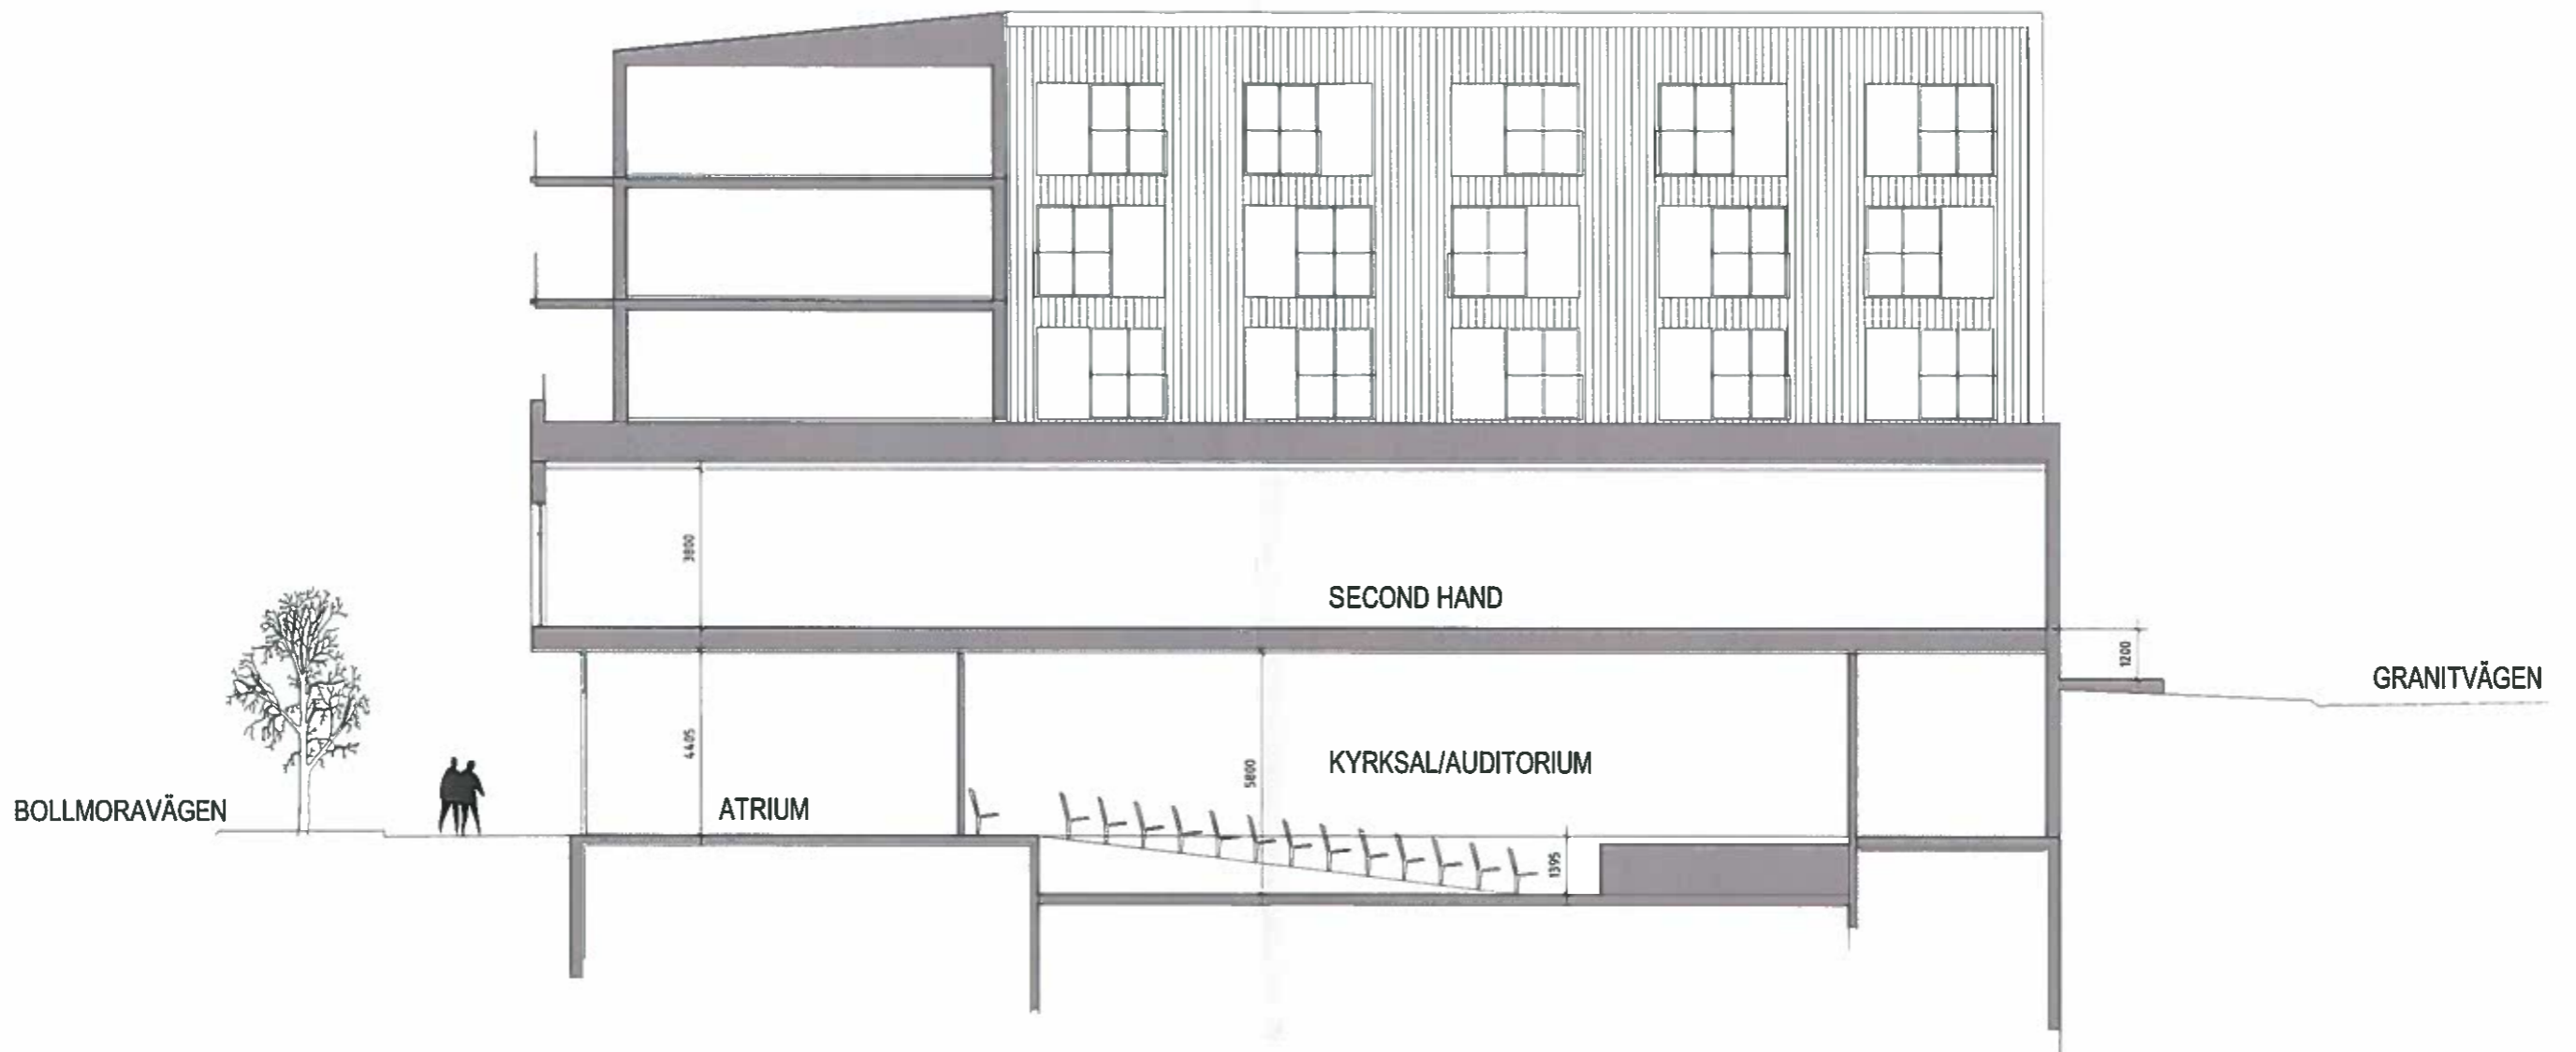 3800
SECOND HAND
1200
GRANITVÄGEN
4405
5800
KYRKSAL/AUDITORIUM
BOLLMORAVÄGEN
ATRIUM
1395